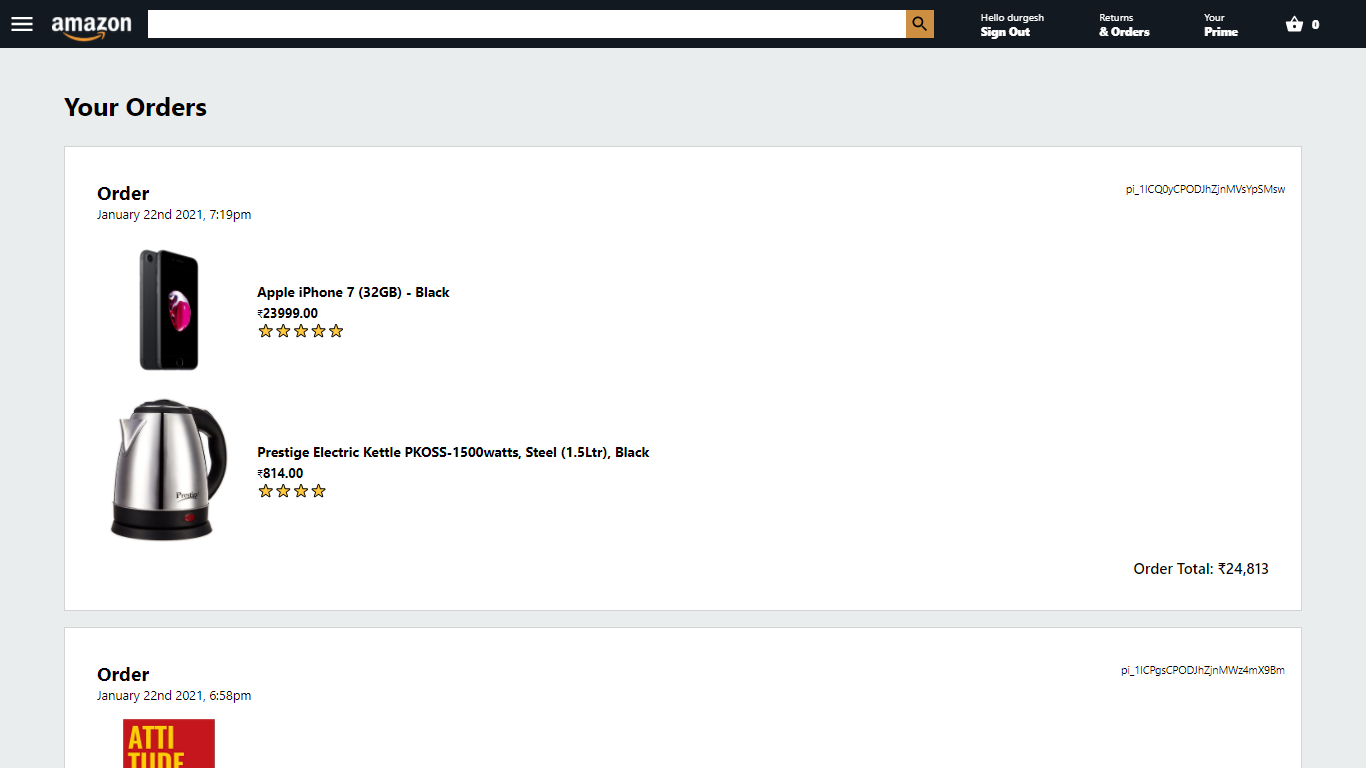 amazon
Hello durgesh
Sign Out
Returns
& Orders
Your
Prime
0
Your Orders
Order
pi_1ICQ0yCPODJhZjnMVsYpSMsw
January 22nd 2021, 7:19pm
Apple iPhone 7 (32GB) - Black
₹23999.00
Prestige
Prestige Electric Kettle PKOSS-1500watts, Steel (1.5Ltr), Black
₹814.00
Order Total: ₹24,813
Order
pi_1ICPgsCPODJhZjnMWz4mX9Bm
January 22nd 2021, 6:58pm
ATTI
TUDE